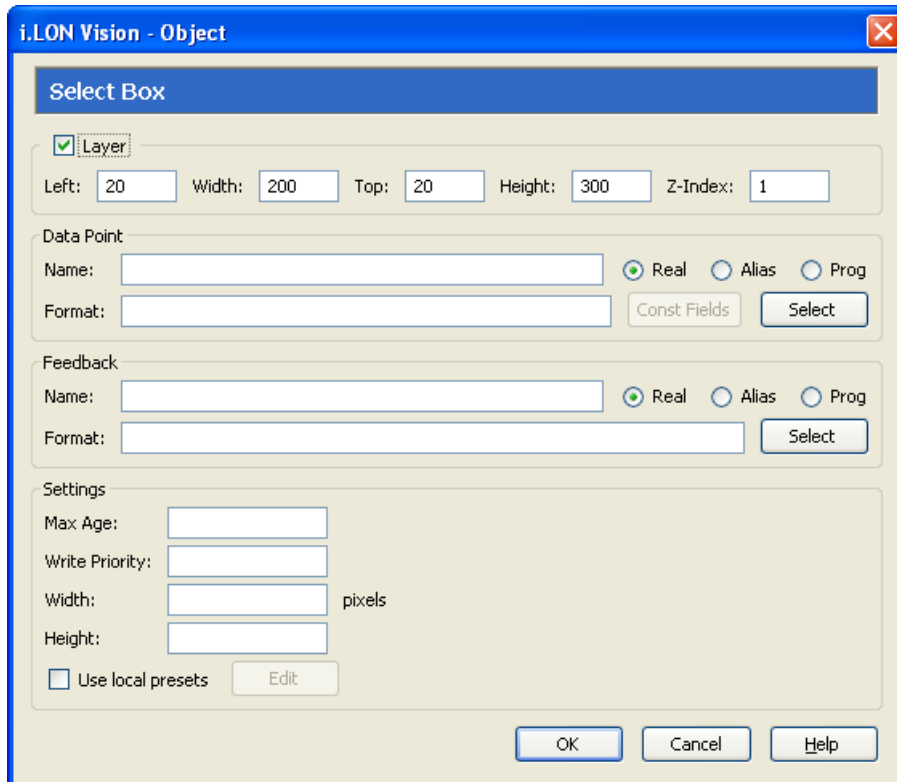 i.LON Vision - Object
Select Box
Layer
Left: 20 Width: 200 Top: 20 Height: 300 Z-Index: 1
Data Point
Name: Real Alias Prog
Format: Const Fields Select
Feedback
Name: Real Alias Prog
Format: Select
Settings
Max Age:
Write Priority:
Width: pixels
Height:
Use local presets Edit
OK Cancel Help